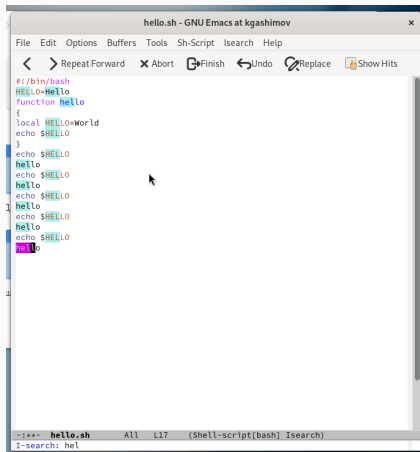 hello.sh - GNU Emacs at kgashimov ×
File Edit Options Buffers Tools Sh-Script Isearch Help
Repeat Forward Abort Finish Undo Replace Show Hits
#!/bin/bash
HELLO=Hello
function hello
{
local HELLO=World
echo $HELLO
}
echo $HELLO
hello
echo $HELLO
hello
echo $HELLO
hello
echo $HELLO
hello
echo $HELLO
hello
-:**- hello.sh All L17 (Shell-script[bash] Isearch)
I-search: hel